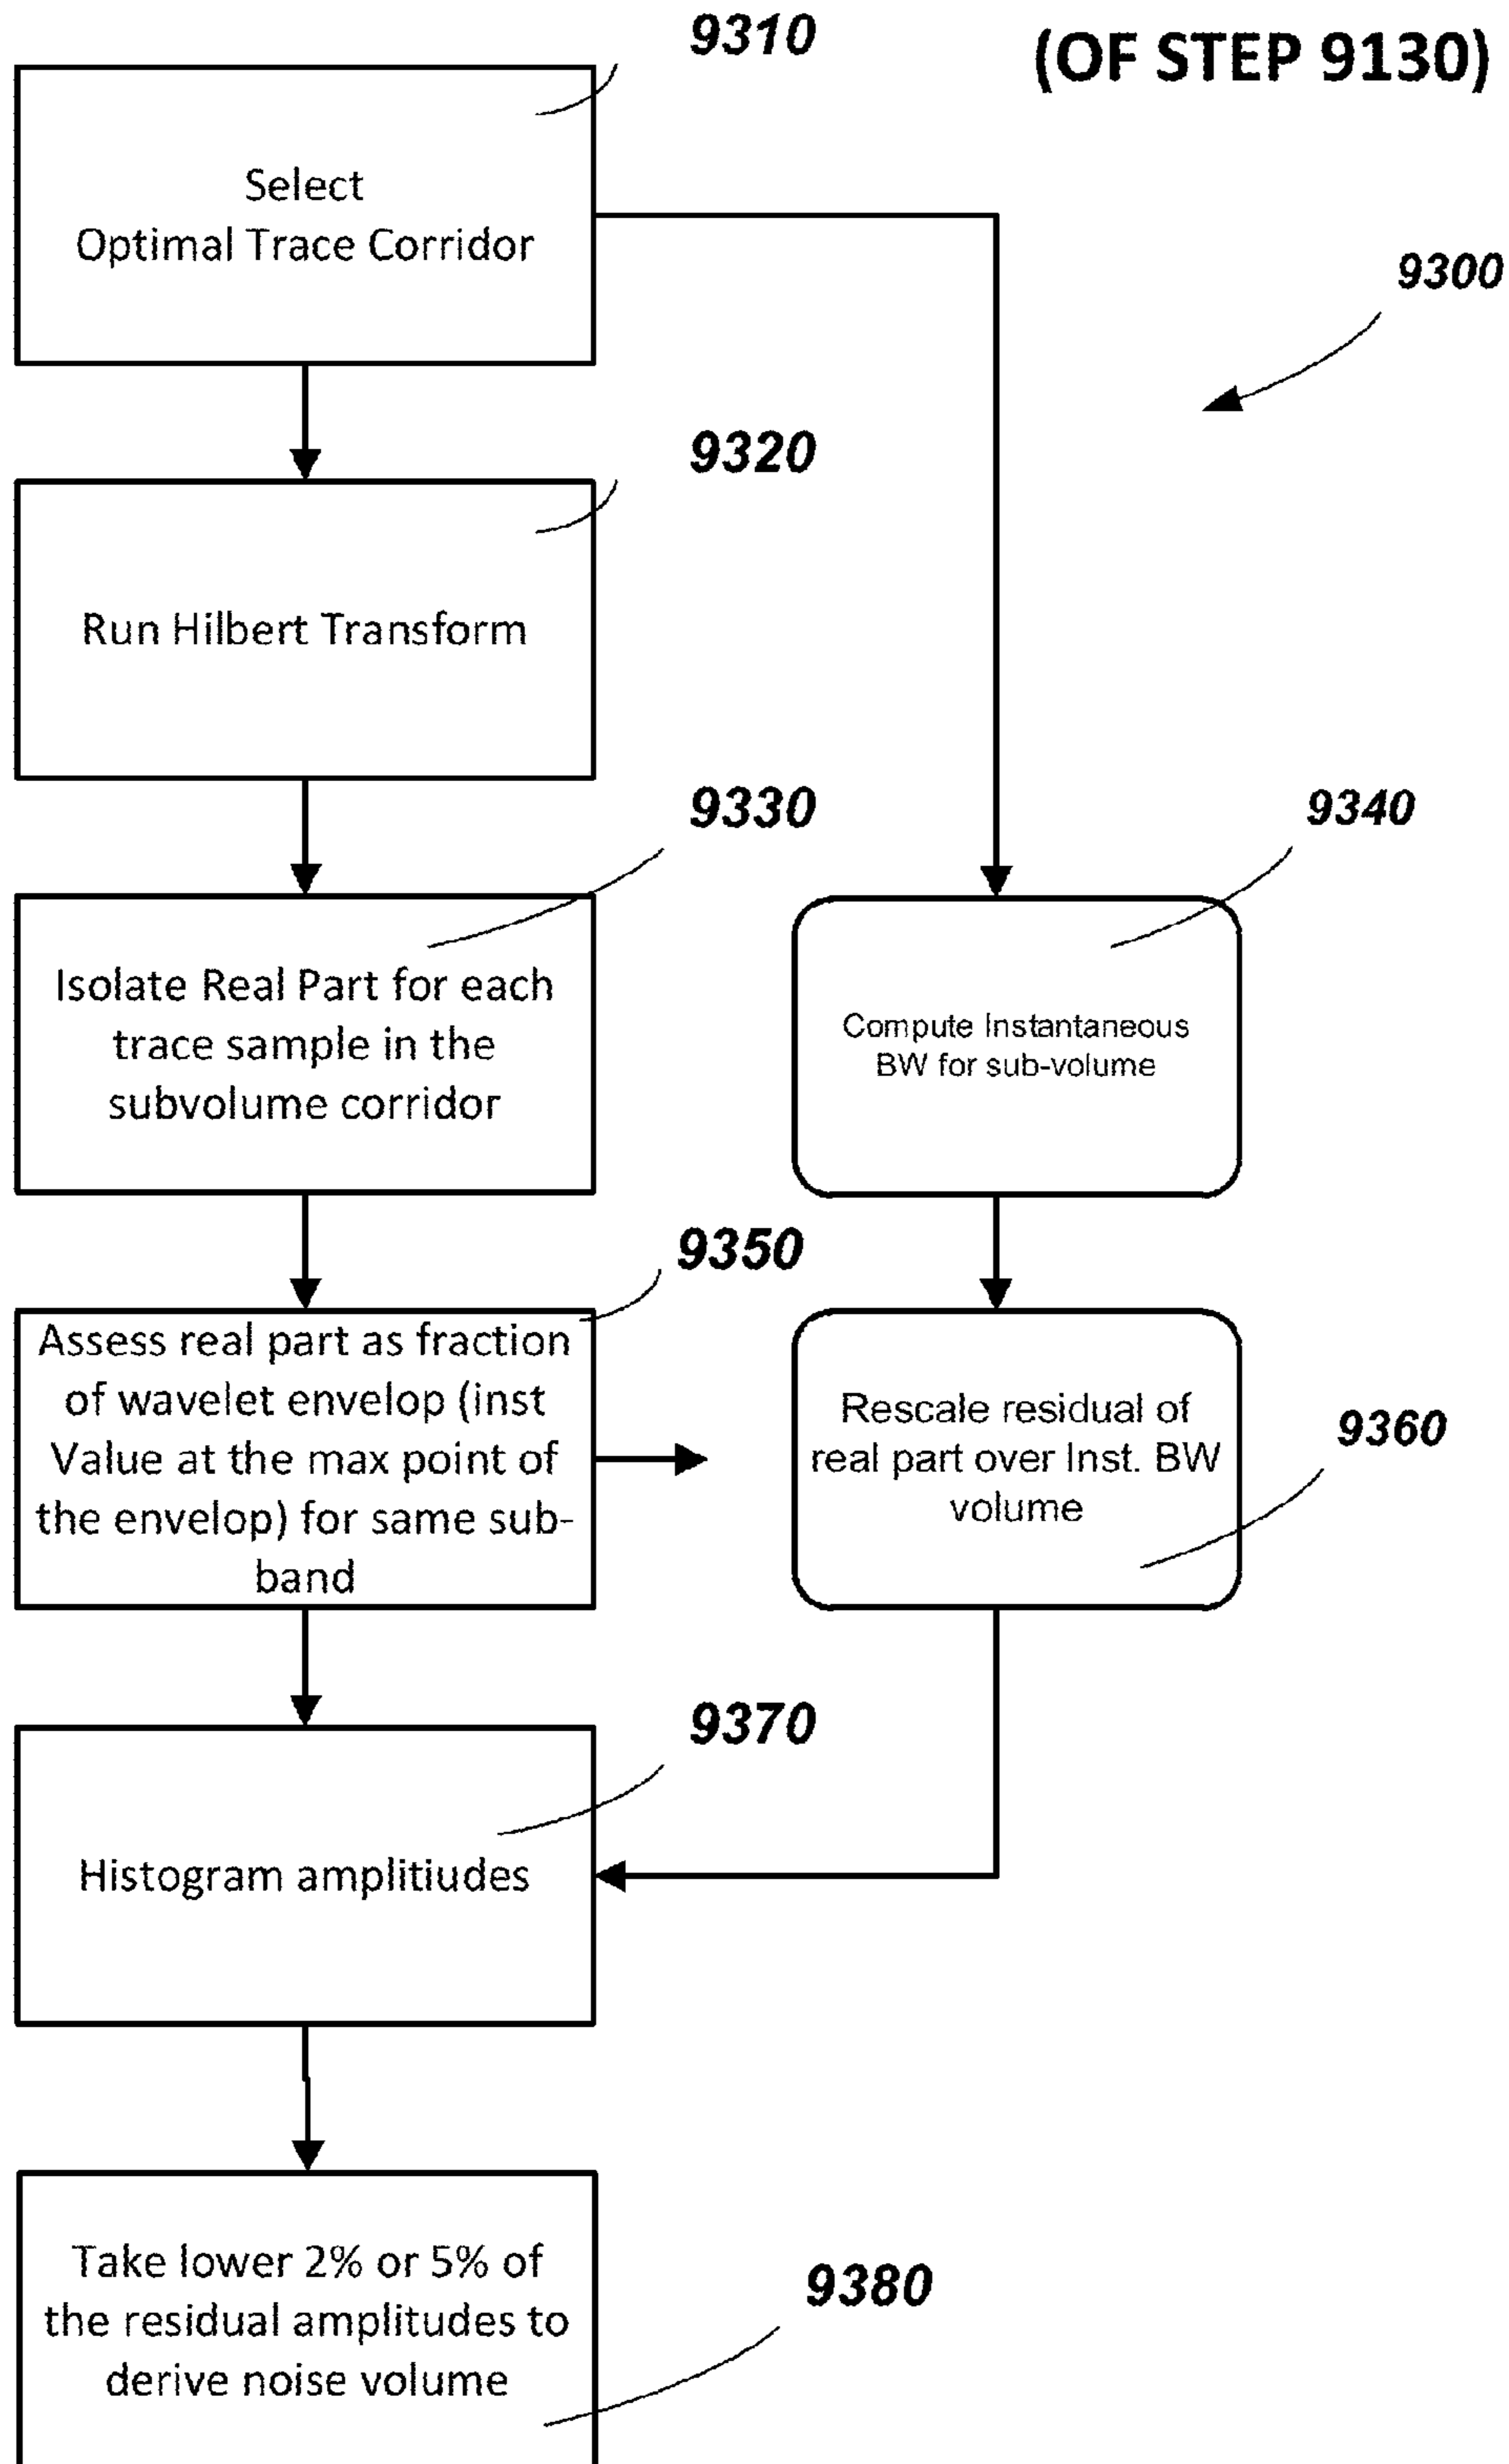 9310
(OF STEP 9130)
Select
Optimal Trace Corridor
9300
9320
Run Hilbert Transform
9330
9340
Isolate Real Part for each
trace sample in the
subvolume corridor
Compute Instantaneous
BW for sub-volume
9350
Assess real part as fraction
of wavelet envelop (inst
Value at the max point of
the envelop) for same sub-
band
Rescale residual of
real part over Inst. BW
volume
9360
9370
Histogram amplitiudes
Take lower 2% or 5% of
the residual amplitudes to
derive noise volume
9380